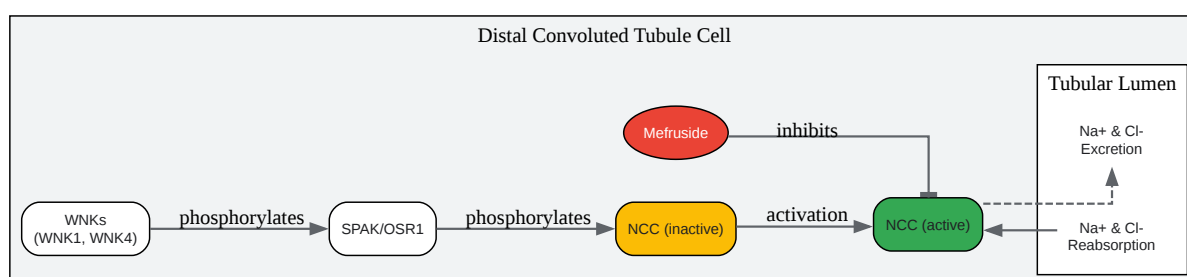 Distal Convoluted Tubule Cell
Tubular Lumen
Mefruside
inhibits
Na+ & Cl-
Excretion
WNKs
(WNK1, WNK4)
phosphorylates
SPAK/OSR1
phosphorylates
NCC (inactive)
activation
NCC (active)
Na+ & Cl-
Reabsorption